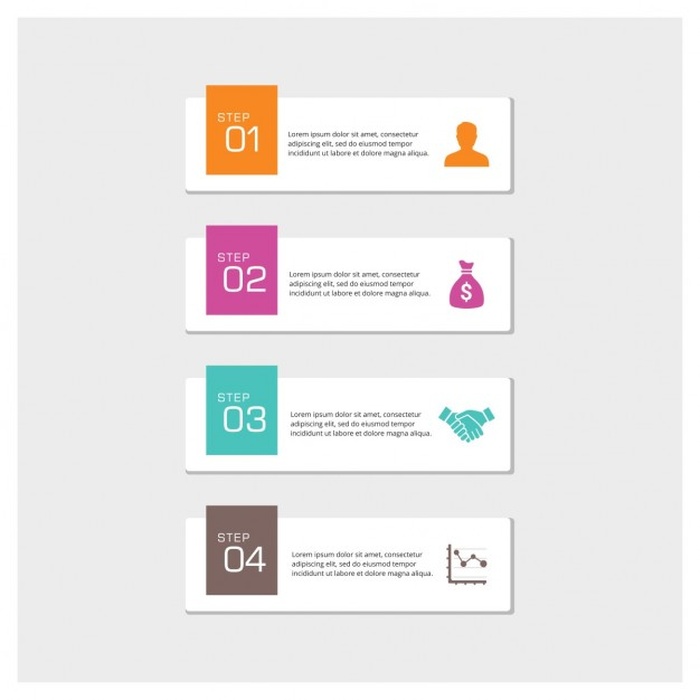 STEP
01
Lorem ipsum dolor sit amet, consectetur
adipiscing elit, sed do eiusmod tempor
incididunt ut labore et dolore magna aliqua.
STEP
02
Lorem ipsum dolor sit amet, consectetur
adipiscing elit, sed do eiusmod tempor
incididunt ut labore et dolore magna aliqua.
$
STEP
03
Lorem ipsum dolor sit amet, consectetur
adipiscing elit, sed do eiusmod tempor
incididunt ut labore et dolore magna aliqua.
STEP
04
Lorem ipsum dolor sit amet, consectetur
adipiscing elit, sed do eiusmod tempor
incididunt ut labore et dolore magna aliqua.